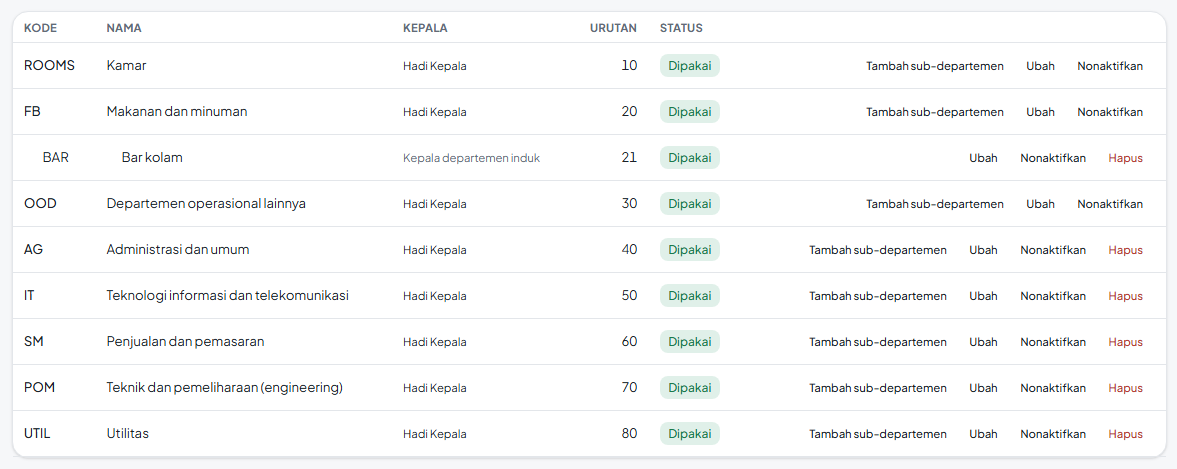 KODE NAMA KEPALA URUTAN STATUS
ROOMS Kamar Hadi Kepala 10 Dipakai Tambah sub-departemen Ubah Nonaktifkan
FB Makanan dan minuman Hadi Kepala 20 Dipakai Tambah sub-departemen Ubah Nonaktifkan
BAR Bar kolam Kepala departemen induk 21 Dipakai Ubah Nonaktifkan Hapus
OOD Departemen operasional lainnya Hadi Kepala 30 Dipakai Tambah sub-departemen Ubah Nonaktifkan
AG Administrasi dan umum Hadi Kepala 40 Dipakai Tambah sub-departemen Ubah Nonaktifkan Hapus
IT Teknologi informasi dan telekomunikasi Hadi Kepala 50 Dipakai Tambah sub-departemen Ubah Nonaktifkan Hapus
SM Penjualan dan pemasaran Hadi Kepala 60 Dipakai Tambah sub-departemen Ubah Nonaktifkan Hapus
POM Teknik dan pemeliharaan (engineering) Hadi Kepala 70 Dipakai Tambah sub-departemen Ubah Nonaktifkan Hapus
UTIL Utilitas Hadi Kepala 80 Dipakai Tambah sub-departemen Ubah Nonaktifkan Hapus